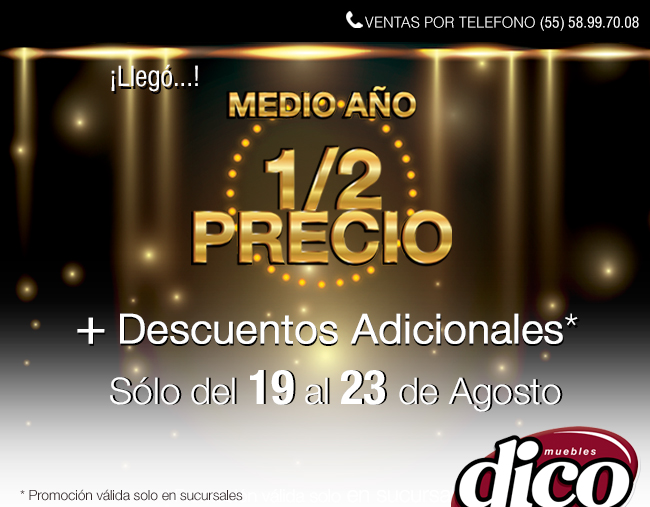 VENTAS POR TELEFONO (55) 58.99.70.08
¡Llegó...!
MEDIO AÑO
1/2
PRECIO
+ Descuentos Adicionales*
Sólo del 19 al 23 de Agosto
muebles
dico
* Promoción válida solo en sucursales